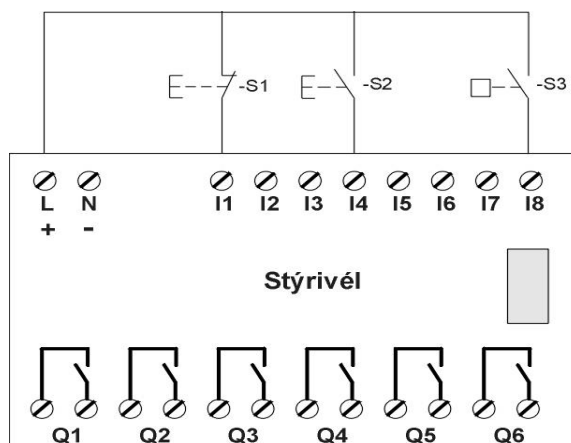 -S1 -S2 -S3
L N I1 I2 I3 I4 I5 I6 I7 I8
+ -
Stýrivél
Q1 Q2 Q3 Q4 Q5 Q6